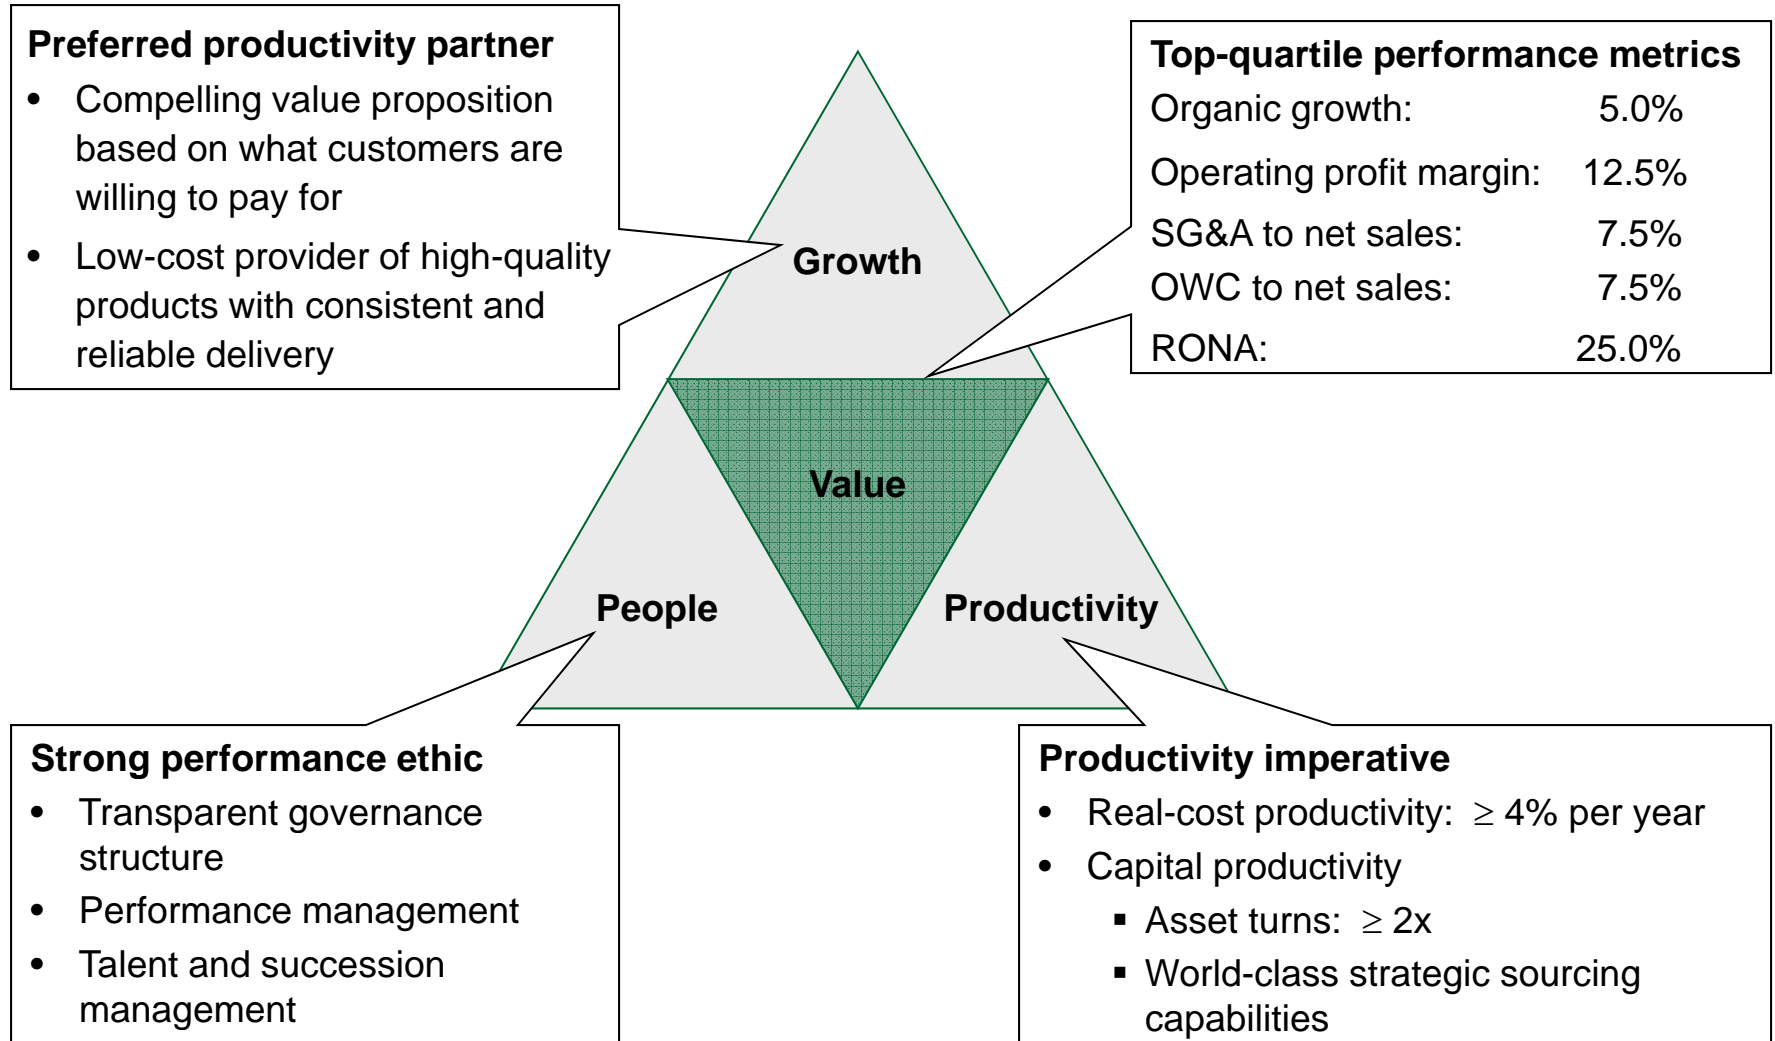 Preferred productivity partner
• Compelling value proposition
based on what customers are
willing to pay for
• Low-cost provider of high-quality
products with consistent and
reliable delivery
Top-quartile performance metrics
Organic growth: 5.0%
Operating profit margin: 12.5%
SG&A to net sales: 7.5%
OWC to net sales: 7.5%
RONA: 25.0%
Growth
Value
People
Productivity
Strong performance ethic
• Transparent governance
structure
• Performance management
• Talent and succession
management
Productivity imperative
• Real-cost productivity: ≥ 4% per year
• Capital productivity
▪ Asset turns: ≥ 2x
▪ World-class strategic sourcing
capabilities